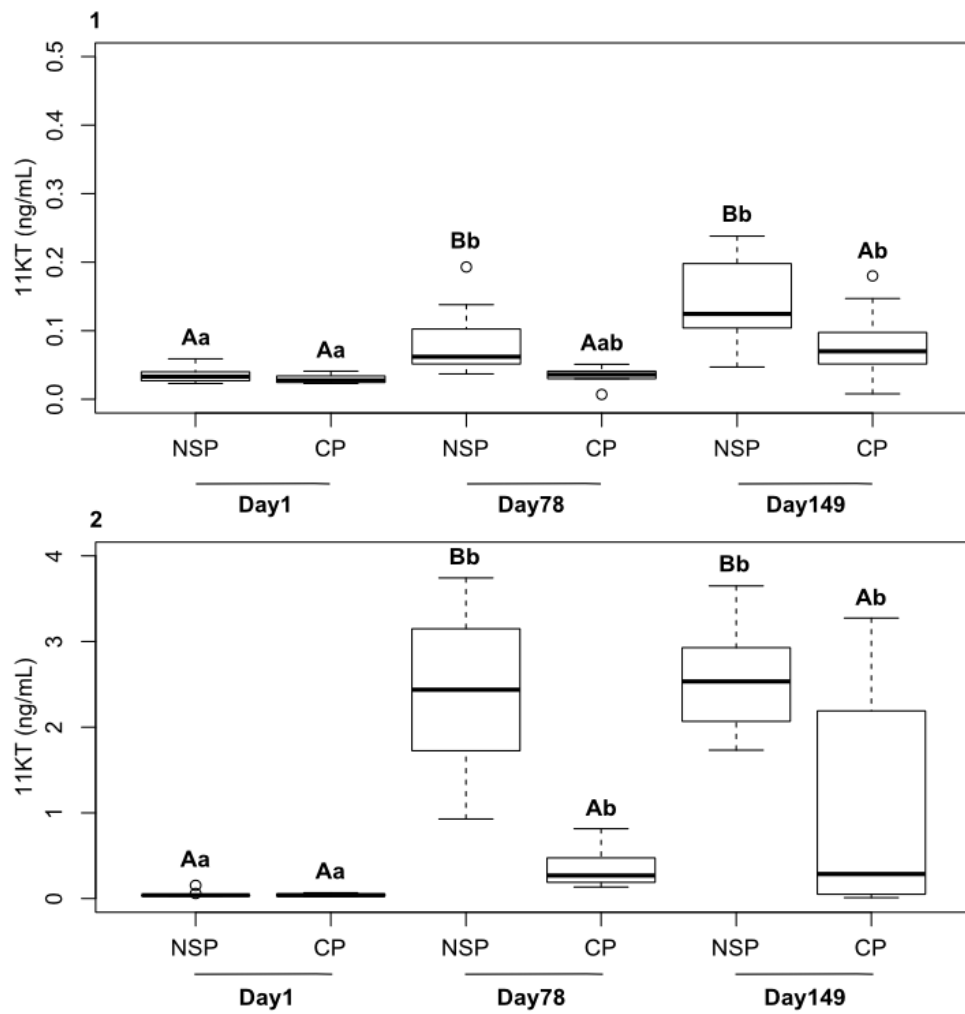 1
11KT (ng/mL)
0.5
0.4
0.3
0.2
0.1
0.0
Aa
Aa
Bb
Aab
Bb
Ab
NSP CP NSP CP NSP CP
Day1 Day78 Day149
2
11KT (ng/mL)
4
3
2
1
0
Aa
Aa
Bb
Ab
Bb
Ab
NSP CP NSP CP NSP CP
Day1 Day78 Day149